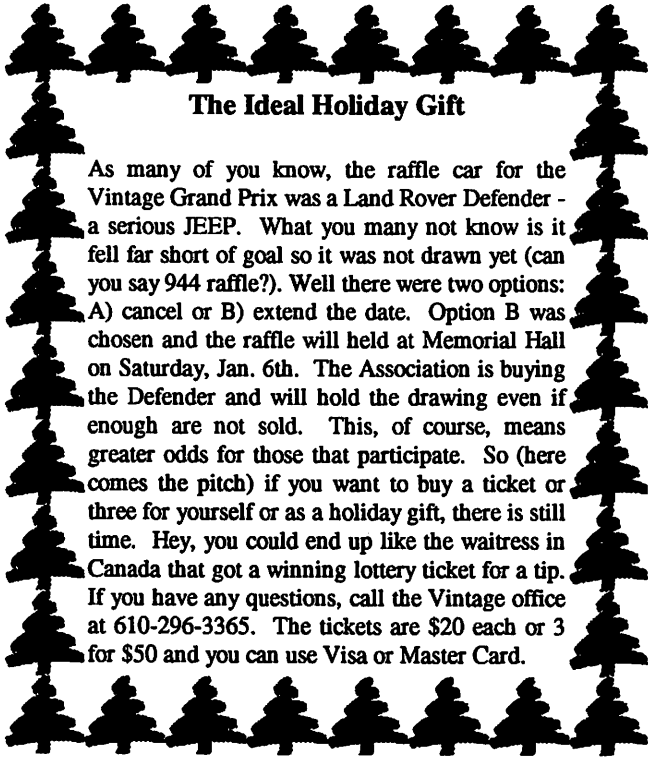 The Ideal Holiday Gift
As many of you know, the raffle car for the
Vintage Grand Prix was a Land Rover Defender -
a serious JEEP. What you many not know is it
fell far short of goal so it was not drawn yet (can
you say 944 raffle?). Well there were two options:
A) cancel or B) extend the date. Option B was
chosen and the raffle will held at Memorial Hall
on Saturday, Jan. 6th. The Association is buying
the Defender and will hold the drawing even if
enough are not sold. This, of course, means
greater odds for those that participate. So (here
comes the pitch) if you want to buy a ticket or
three for yourself or as a holiday gift, there is still
time. Hey, you could end up like the waitress in
Canada that got a winning lottery ticket for a tip.
If you have any questions, call the Vintage office
at 610-296-3365. The tickets are $20 each or 3
for $50 and you can use Visa or Master Card.